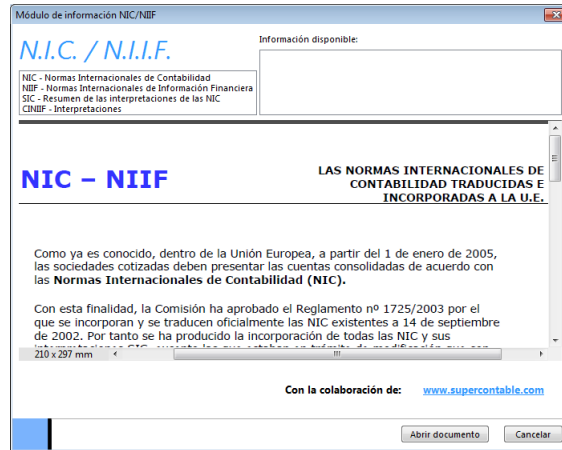 Módulo de información NIC/NIIF
N.I.C. / N.I.I.F.
Información disponible:
NIC - Normas Internacionales de Contabilidad
NIIF - Normas Internacionales de Información Financiera
SIC - Resumen de las interpretaciones de las NIC
CINIIF - Interpretaciones
NIC – NIIF
LAS NORMAS INTERNACIONALES DE
CONTABILIDAD TRADUCIDAS E
INCORPORADAS A LA U.E.
Como ya es conocido, dentro de la Unión Europea, a partir del 1 de enero de 2005,
las sociedades cotizadas deben presentar las cuentas consolidadas de acuerdo con
las Normas Internacionales de Contabilidad (NIC).
Con esta finalidad, la Comisión ha aprobado el Reglamento nº 1725/2003 por el
que se incorporan y se traducen oficialmente las NIC existentes a 14 de septiembre
de 2002. Por tanto se ha producido la incorporación de todas las NIC y sus
210 x 297 mm
Con la colaboración de:
www.supercontable.com
Abrir documento
Cancelar